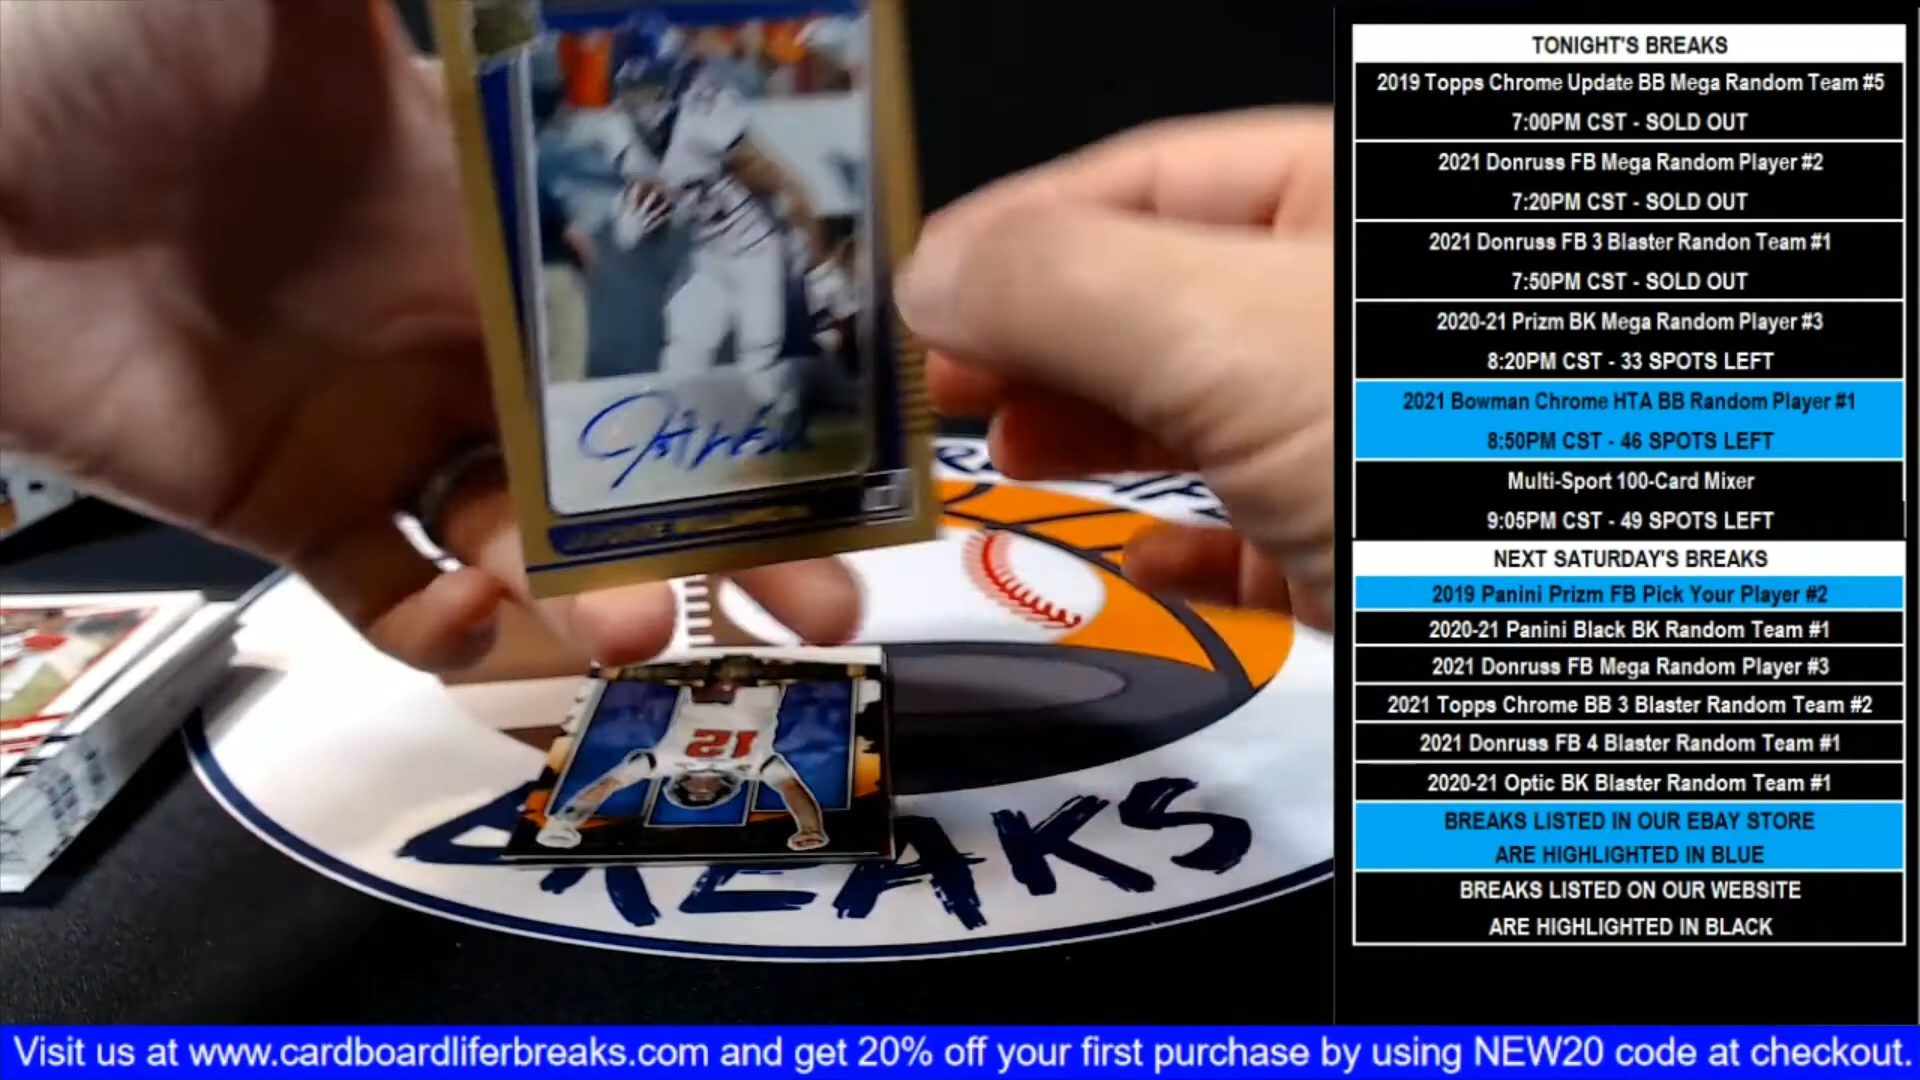 TONIGHT'S BREAKS
2019 Topps Chrome Update BB Mega Random Team #5
7:00PM CST - SOLD OUT
2021 Donruss FB Mega Random Player #2
7:20PM CST - SOLD OUT
2021 Donruss FB 3 Blaster Randon Team #1
7:50PM CST - SOLD OUT
2020-21 Prizm BK Mega Random Player #3
8:20PM CST - 33 SPOTS LEFT
2021 Bowman Chrome HTA BB Random Player #1
8:50PM CST - 46 SPOTS LEFT
Multi-Sport 100-Card Mixer
9:05PM CST - 49 SPOTS LEFT
NEXT SATURDAY'S BREAKS
2019 Panini Prizm FB Pick Your Player #2
2020-21 Panini Black BK Random Team #1
2021 Donruss FB Mega Random Player #3
2021 Topps Chrome BB 3 Blaster Random Team #2
2021 Donruss FB 4 Blaster Random Team #1
2020-21 Optic BK Blaster Random Team #1
BREAKS LISTED IN OUR EBAY STORE
ARE HIGHLIGHTED IN BLUE
BREAKS LISTED ON OUR WEBSITE
ARE HIGHLIGHTED IN BLACK
12
REAKS
Visit us at www.cardboardliferbreaks.com and get 20% off your first purchase by using NEW20 code at checkout.